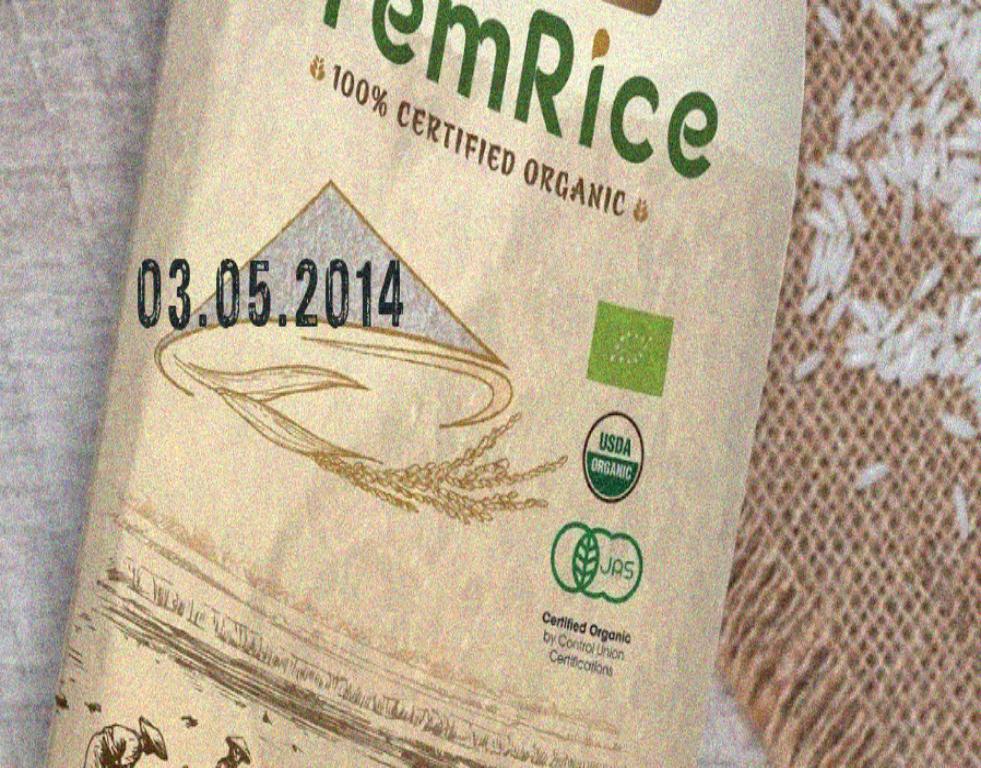 emRice
100% CERTIFIED ORGANIC
03.05.2014
USDA
ORGANIC
JAS
Certified Organic
by Control Union
Certifications